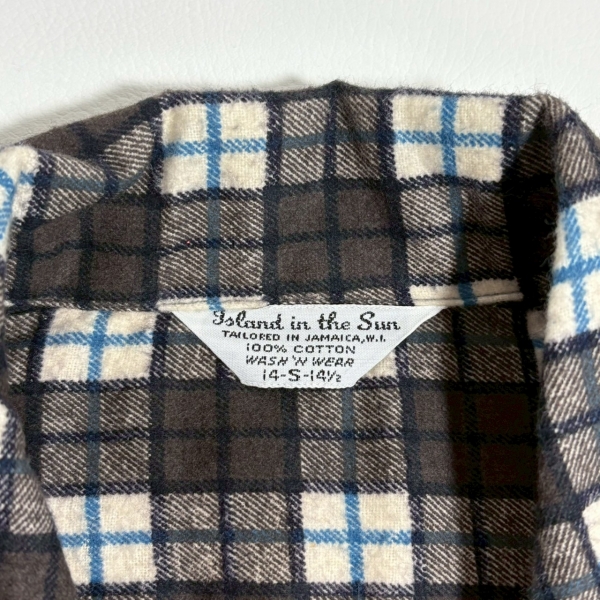 Island in the Sun
TAILORED IN JAMAICA, W.I.
100% COTTON
WASH 'N WEAR
14-S-14½